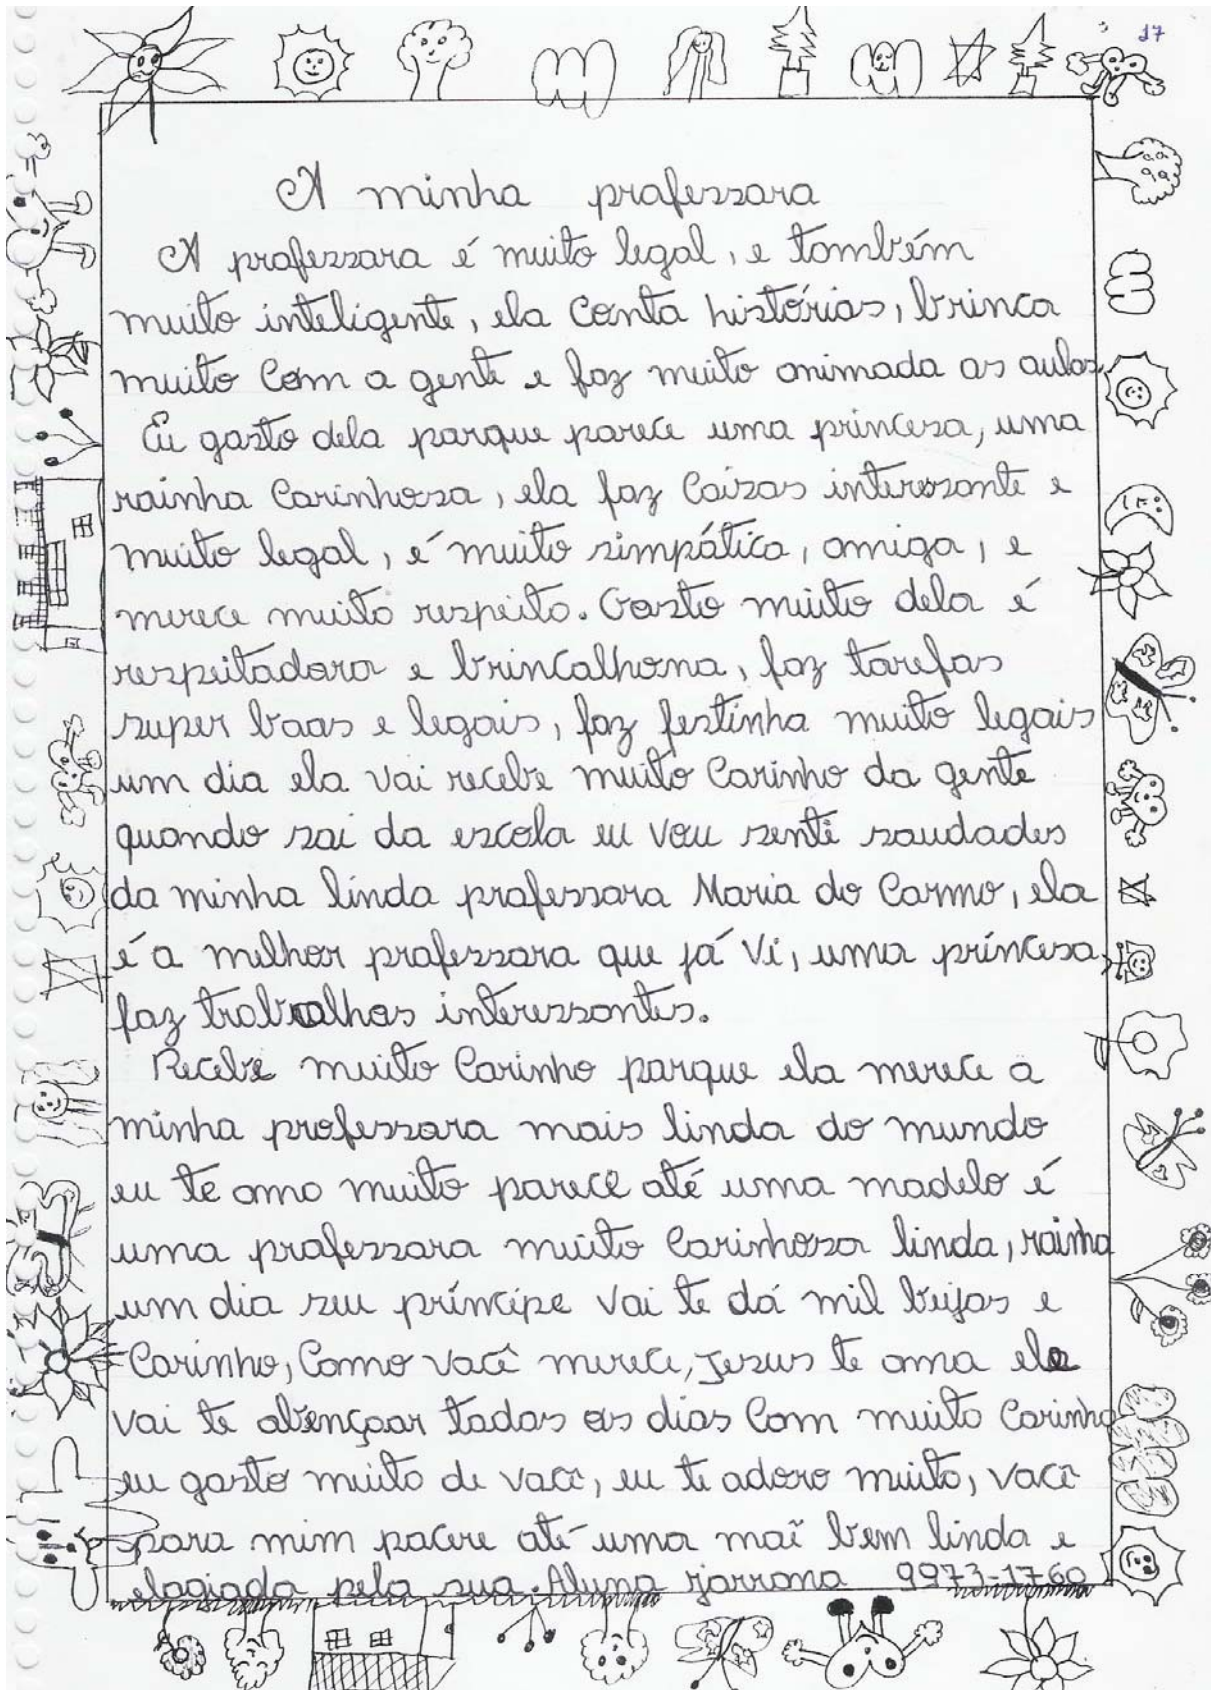 17
A minha professora
A professora é muito legal, e também
muito inteligente, ela conta histórias, brinca
muito com a gente e faz muito animada as aulas,
Eu gosto dela porque parece uma princesa, uma
rainha carinhosa, ela faz coisas interessante e
muito legal, é muito simpática, amiga, e
merece muito respeito. Gosto muito dela é
respeitadora e brincalhona, faz tarefas
super boas e legais, faz festinha muito legais
um dia ela vai recebe muito carinho da gente
quando sai da escola eu vou senti saudades
da minha linda professora Maria do Carmo, ela
é a melhor professora que já vi, uma princesa,
faz trabalhos interessantes.
Recebe muito carinho porque ela merece a
minha professora mais linda do mundo
eu te amo muito parece até uma modelo é
uma professora muito carinhosa linda, rainha
um dia seu príncipe vai te dá mil beijos e
carinho, como você merece, Jesus te ama ele
vai te abençoar todos os dias com muito carinho
eu gosto muito de você, eu te adoro muito, você
para mim pacere até uma maẽ bem linda e
elogiada pela sua. Aluna 9973-1760